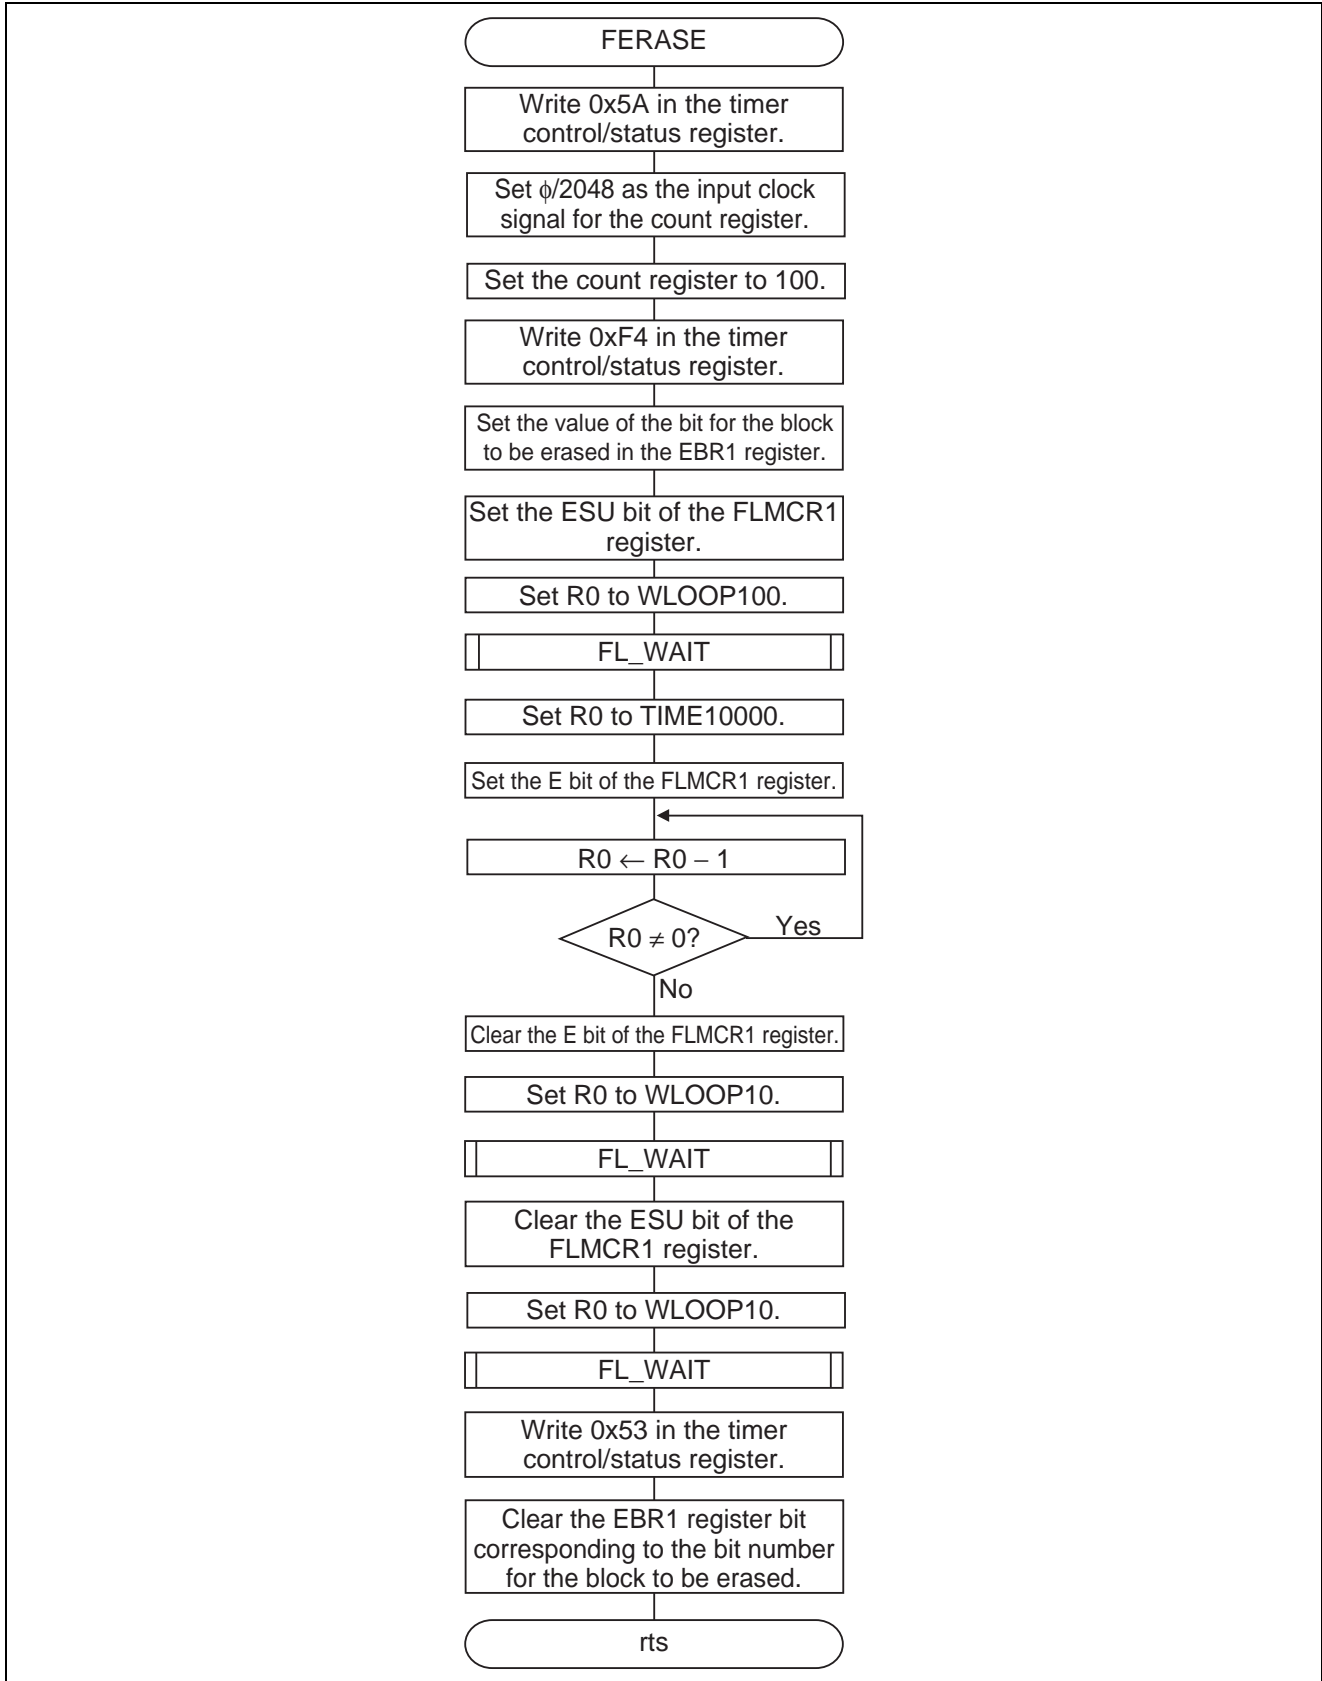 FERASE
Write 0x5A in the timer
control/status register.
Set ϕ/2048 as the input clock
signal for the count register.
Set the count register to 100.
Write 0xF4 in the timer
control/status register.
Set the value of the bit for the block
to be erased in the EBR1 register.
Set the ESU bit of the FLMCR1
register.
Set R0 to WLOOP100.
FL_WAIT
Set R0 to TIME10000.
Set the E bit of the FLMCR1 register.
R0 ← R0 − 1
R0 ≠ 0?
Yes
No
Clear the E bit of the FLMCR1 register.
Set R0 to WLOOP10.
FL_WAIT
Clear the ESU bit of the
FLMCR1 register.
Set R0 to WLOOP10.
FL_WAIT
Write 0x53 in the timer
control/status register.
Clear the EBR1 register bit
corresponding to the bit number
for the block to be erased.
rts